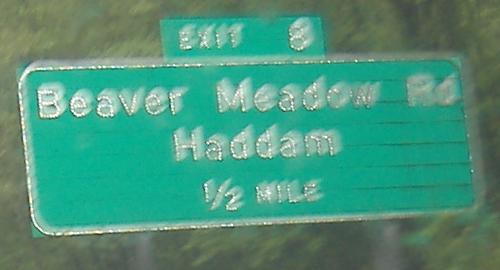 EXIT 8
Beaver Meadow Rd
Haddam
1/2 MILE